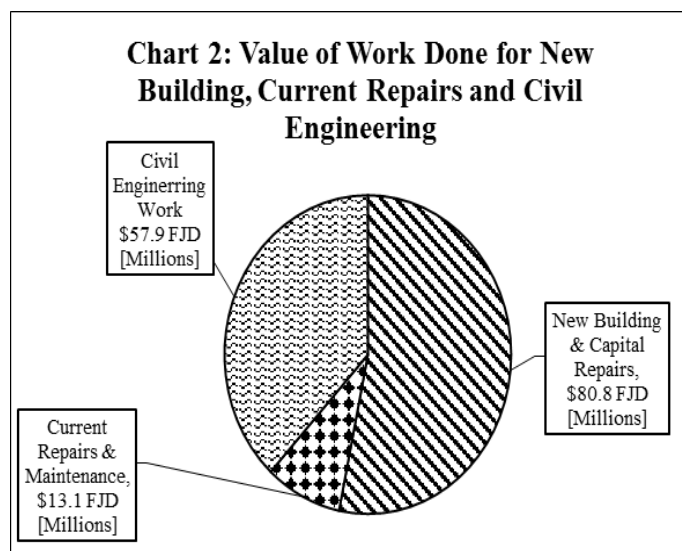 Chart 2: Value of Work Done for New
Building, Current Repairs and Civil
Engineering
Civil
Enginerring
Work
$57.9 FJD
[Millions]
New Building
& Capital
Repairs,
$80.8 FJD
[Millions]
Current
Repairs &
Maintenance,
$13.1 FJD
[Millions]